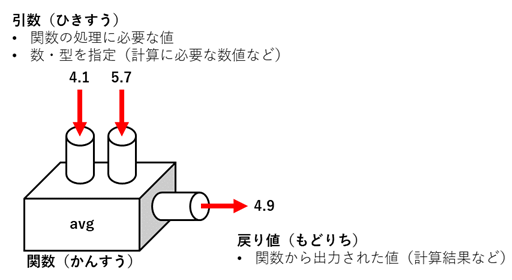 引数（ひきすう）
• 関数の処理に必要な値
• 数・型を指定（計算に必要な数値など）
4.1 5.7
4.9
avg
戻り値（もどりち）
• 関数から出力された値（計算結果など）
関数（かんすう）